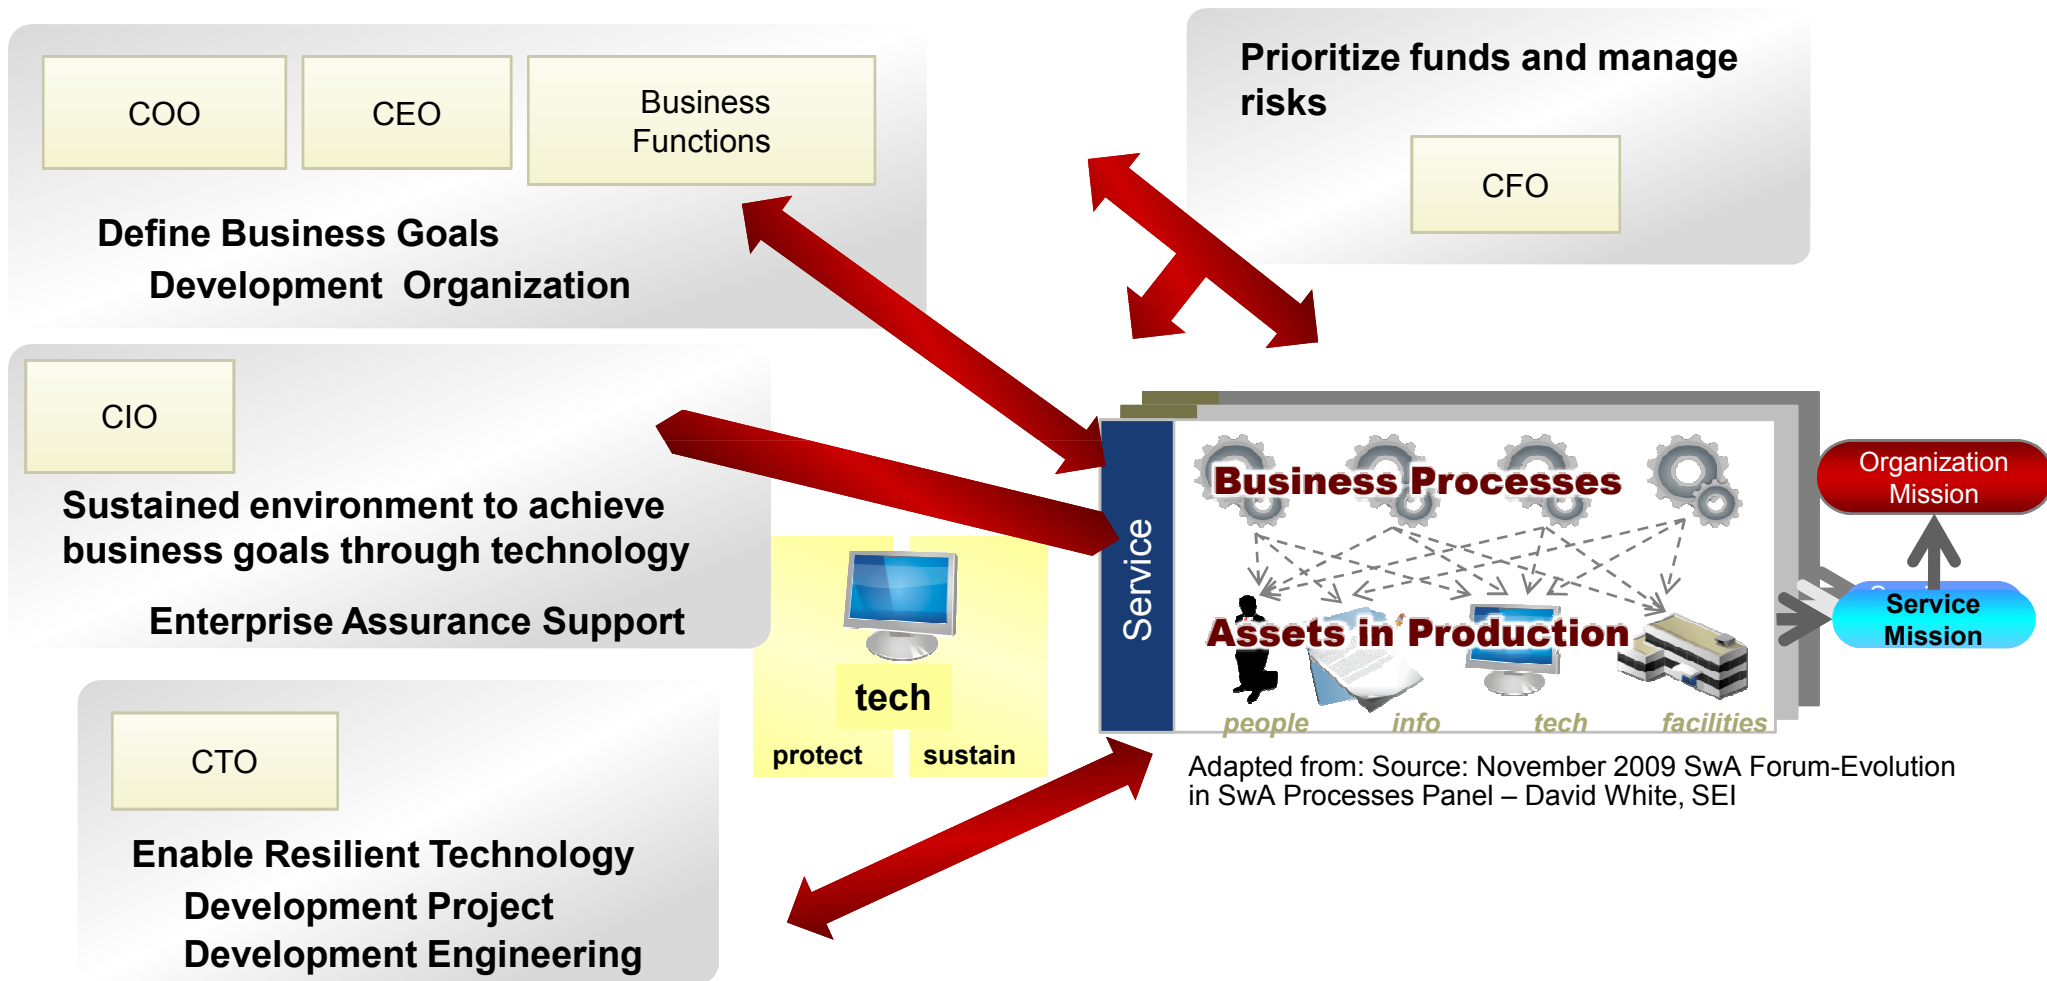 COO
CEO
Business
Functions
Define Business Goals
Development Organization
Prioritize funds and manage
risks
CFO
CIO
Sustained environment to achieve
business goals through technology
Enterprise Assurance Support
tech
protect
sustain
CTO
Enable Resilient Technology
Development Project
Development Engineering
Service
Business Processes
Assets in Production
people
info
tech
facilities
Organization
Mission
Service
Mission
Adapted from: Source: November 2009 SwA Forum-Evolution
in SwA Processes Panel – David White, SEI